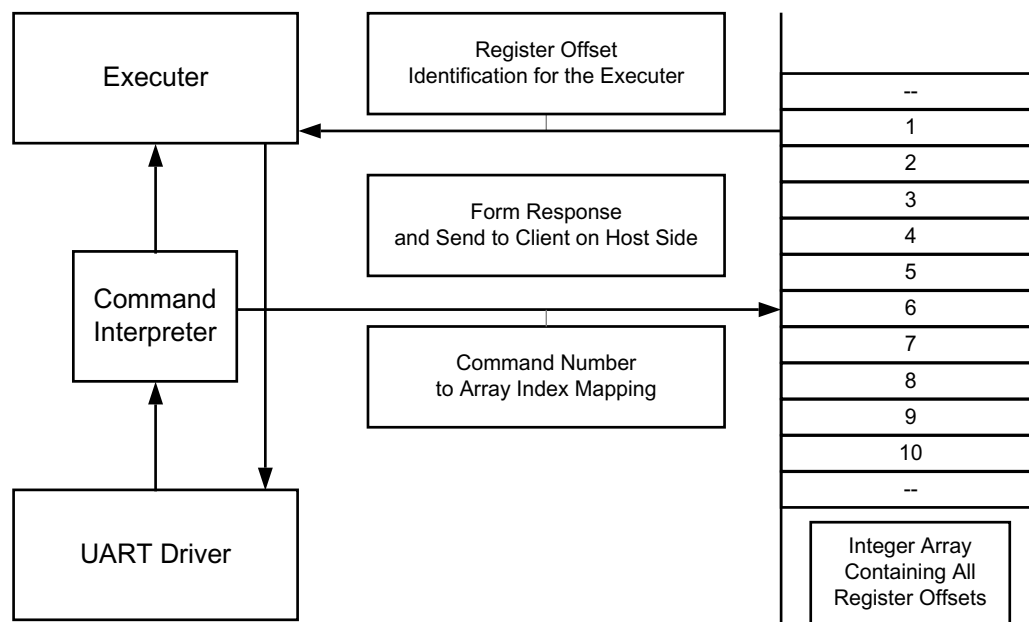 Executer
Register Offset
Identification for the Executer
--
1
2
3
4
5
6
7
8
9
10
--
Form Response
and Send to Client on Host Side
Command
Interpreter
Command Number
to Array Index Mapping
UART Driver
Integer Array
Containing All
Register Offsets